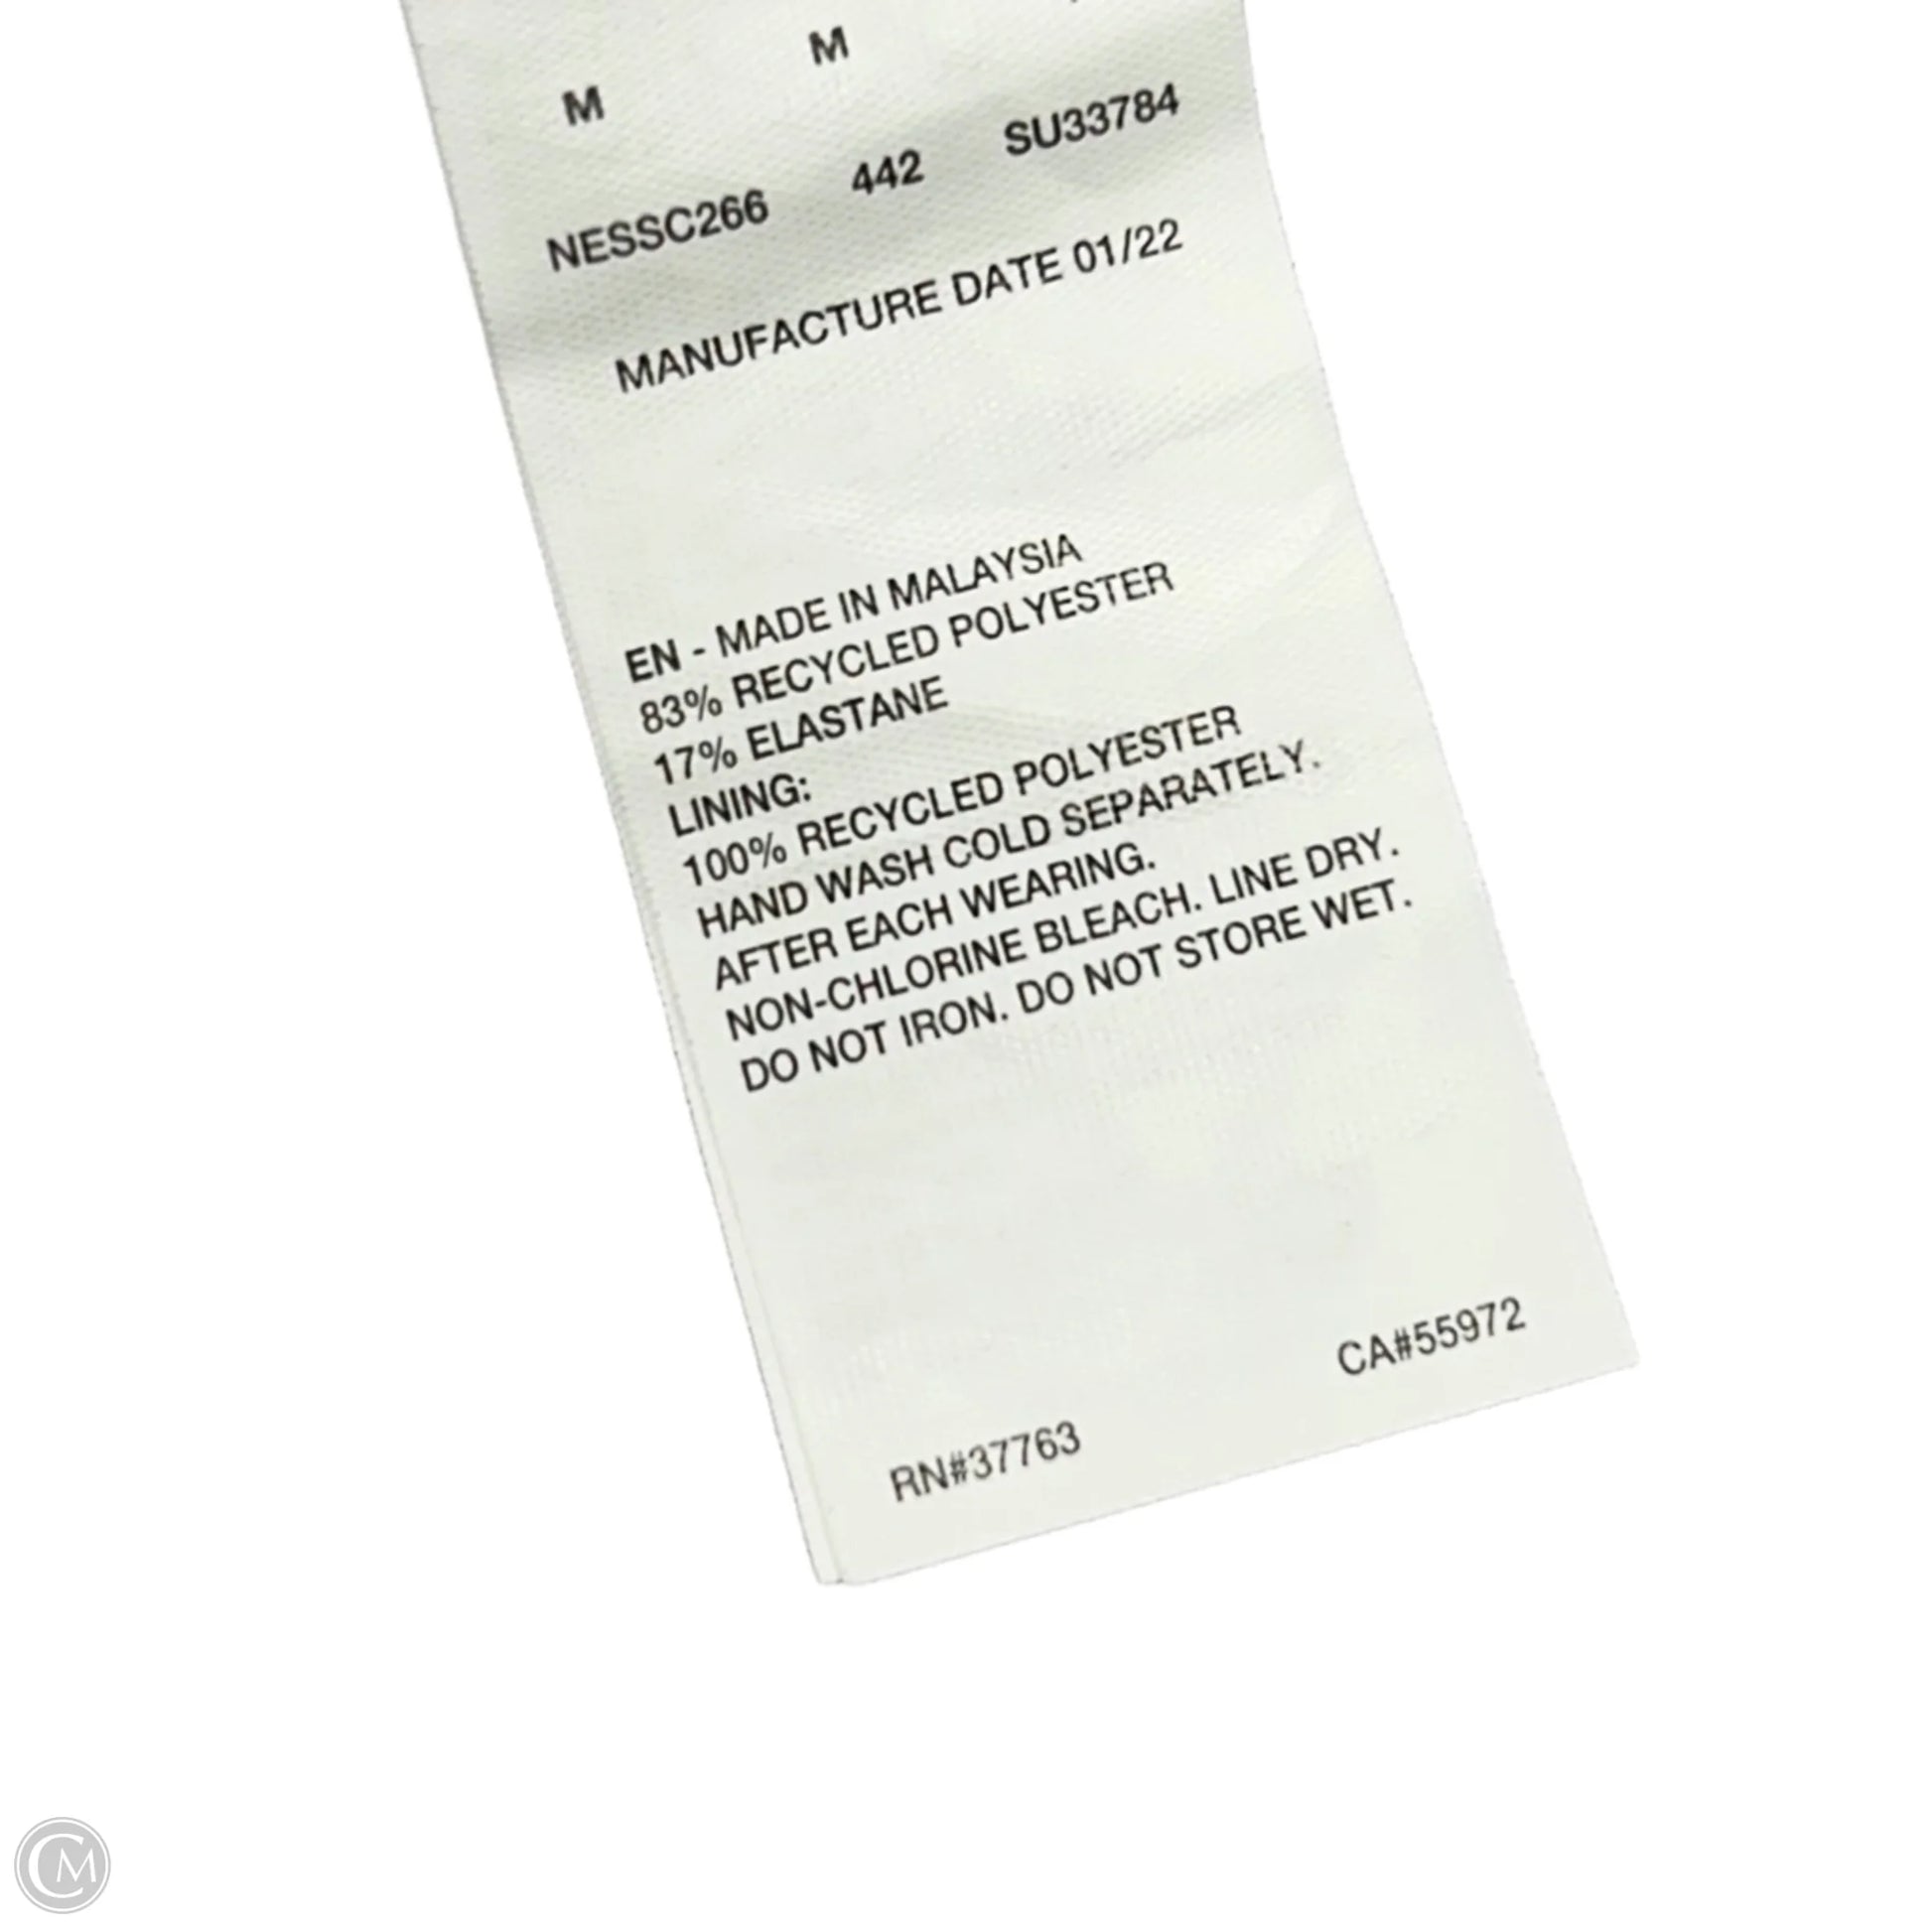 M M
NESSC266 442 SU33784
MANUFACTURE DATE 01/22
EN - MADE IN MALAYSIA
83% RECYCLED POLYESTER
17% ELASTANE
LINING:
100% RECYCLED POLYESTER
HAND WASH COLD SEPARATELY.
AFTER EACH WEARING.
NON-CHLORINE BLEACH. LINE DRY.
DO NOT IRON. DO NOT STORE WET.
RN#37763 CA#55972
CM